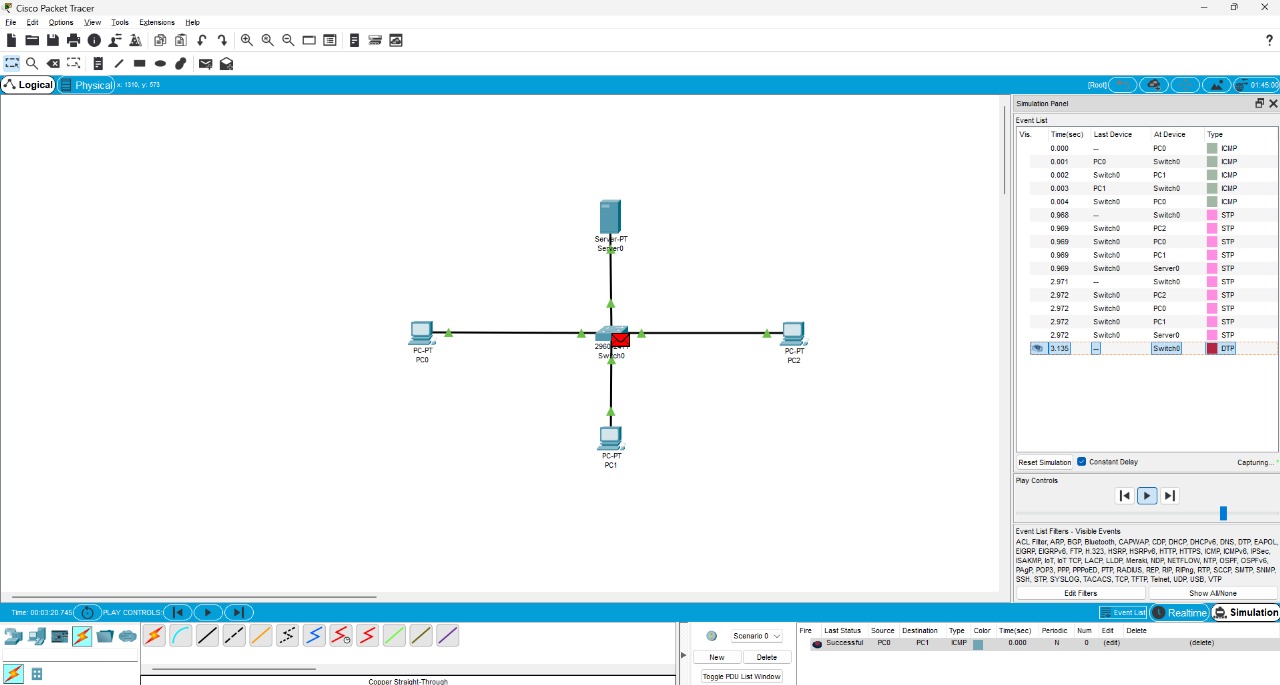 Cisco Packet Tracer
File Edit Options View Tools Extensions Help
?
Logical Physical x: 1310, y: 573 [Root] 01:45:00
Simulation Panel
Event List
Vis. Time(sec) Last Device At Device Type
0.000 -- PC0 ICMP
0.001 PC0 Switch0 ICMP
0.002 Switch0 PC1 ICMP
0.003 PC1 Switch0 ICMP
0.004 Switch0 PC0 ICMP
0.968 -- Switch0 STP
0.969 Switch0 PC2 STP
0.969 Switch0 PC0 STP
0.969 Switch0 PC1 STP
0.969 Switch0 Server0 STP
2.971 -- Switch0 STP
2.972 Switch0 PC2 STP
2.972 Switch0 PC0 STP
2.972 Switch0 PC1 STP
2.972 Switch0 Server0 STP
3.135 -- Switch0 DTP
Server-PT
Server0
PC-PT
PC0
Switch0
PC-PT
PC2
PC-PT
PC1
Reset Simulation Constant Delay Capturing...
Play Controls
Event List Filters - Visible Events
ACL Filter, ARP, BGP, Bluetooth, CAPWAP, CDP, DHCP, DHCPv6, DNS, DTP, EAPOL,
EIGRP, EIGRPv6, FTP, H.323, HSRP, HSRPv6, HTTP, HTTPS, ICMP, ICMPv6, IPSec,
ISAKMP, IoT, IoT TCP, LACP, LLDP, Meraki, NDP, NETFLOW, NTP, OSPF, OSPFv6,
PAgP, POP3, PPP, PPPoED, PTP, RADIUS, REP, RIP, RIPng, RTP, SCCP, SMTP, SNMP,
SSH, STP, SYSLOG, TACACS, TCP, TFTP, Telnet, UDP, USB, VTP
Edit Filters Show All/None
Time: 00:03:20.745 PLAY CONTROLS: Event List Realtime Simulation
Scenario 0
New Delete
Toggle PDU List Window
Fire Last Status Source Destination Type Color Time(sec) Periodic Num Edit Delete
Successful PC0 PC1 ICMP 0.000 N 0 (edit) (delete)
Copper Straight-Through